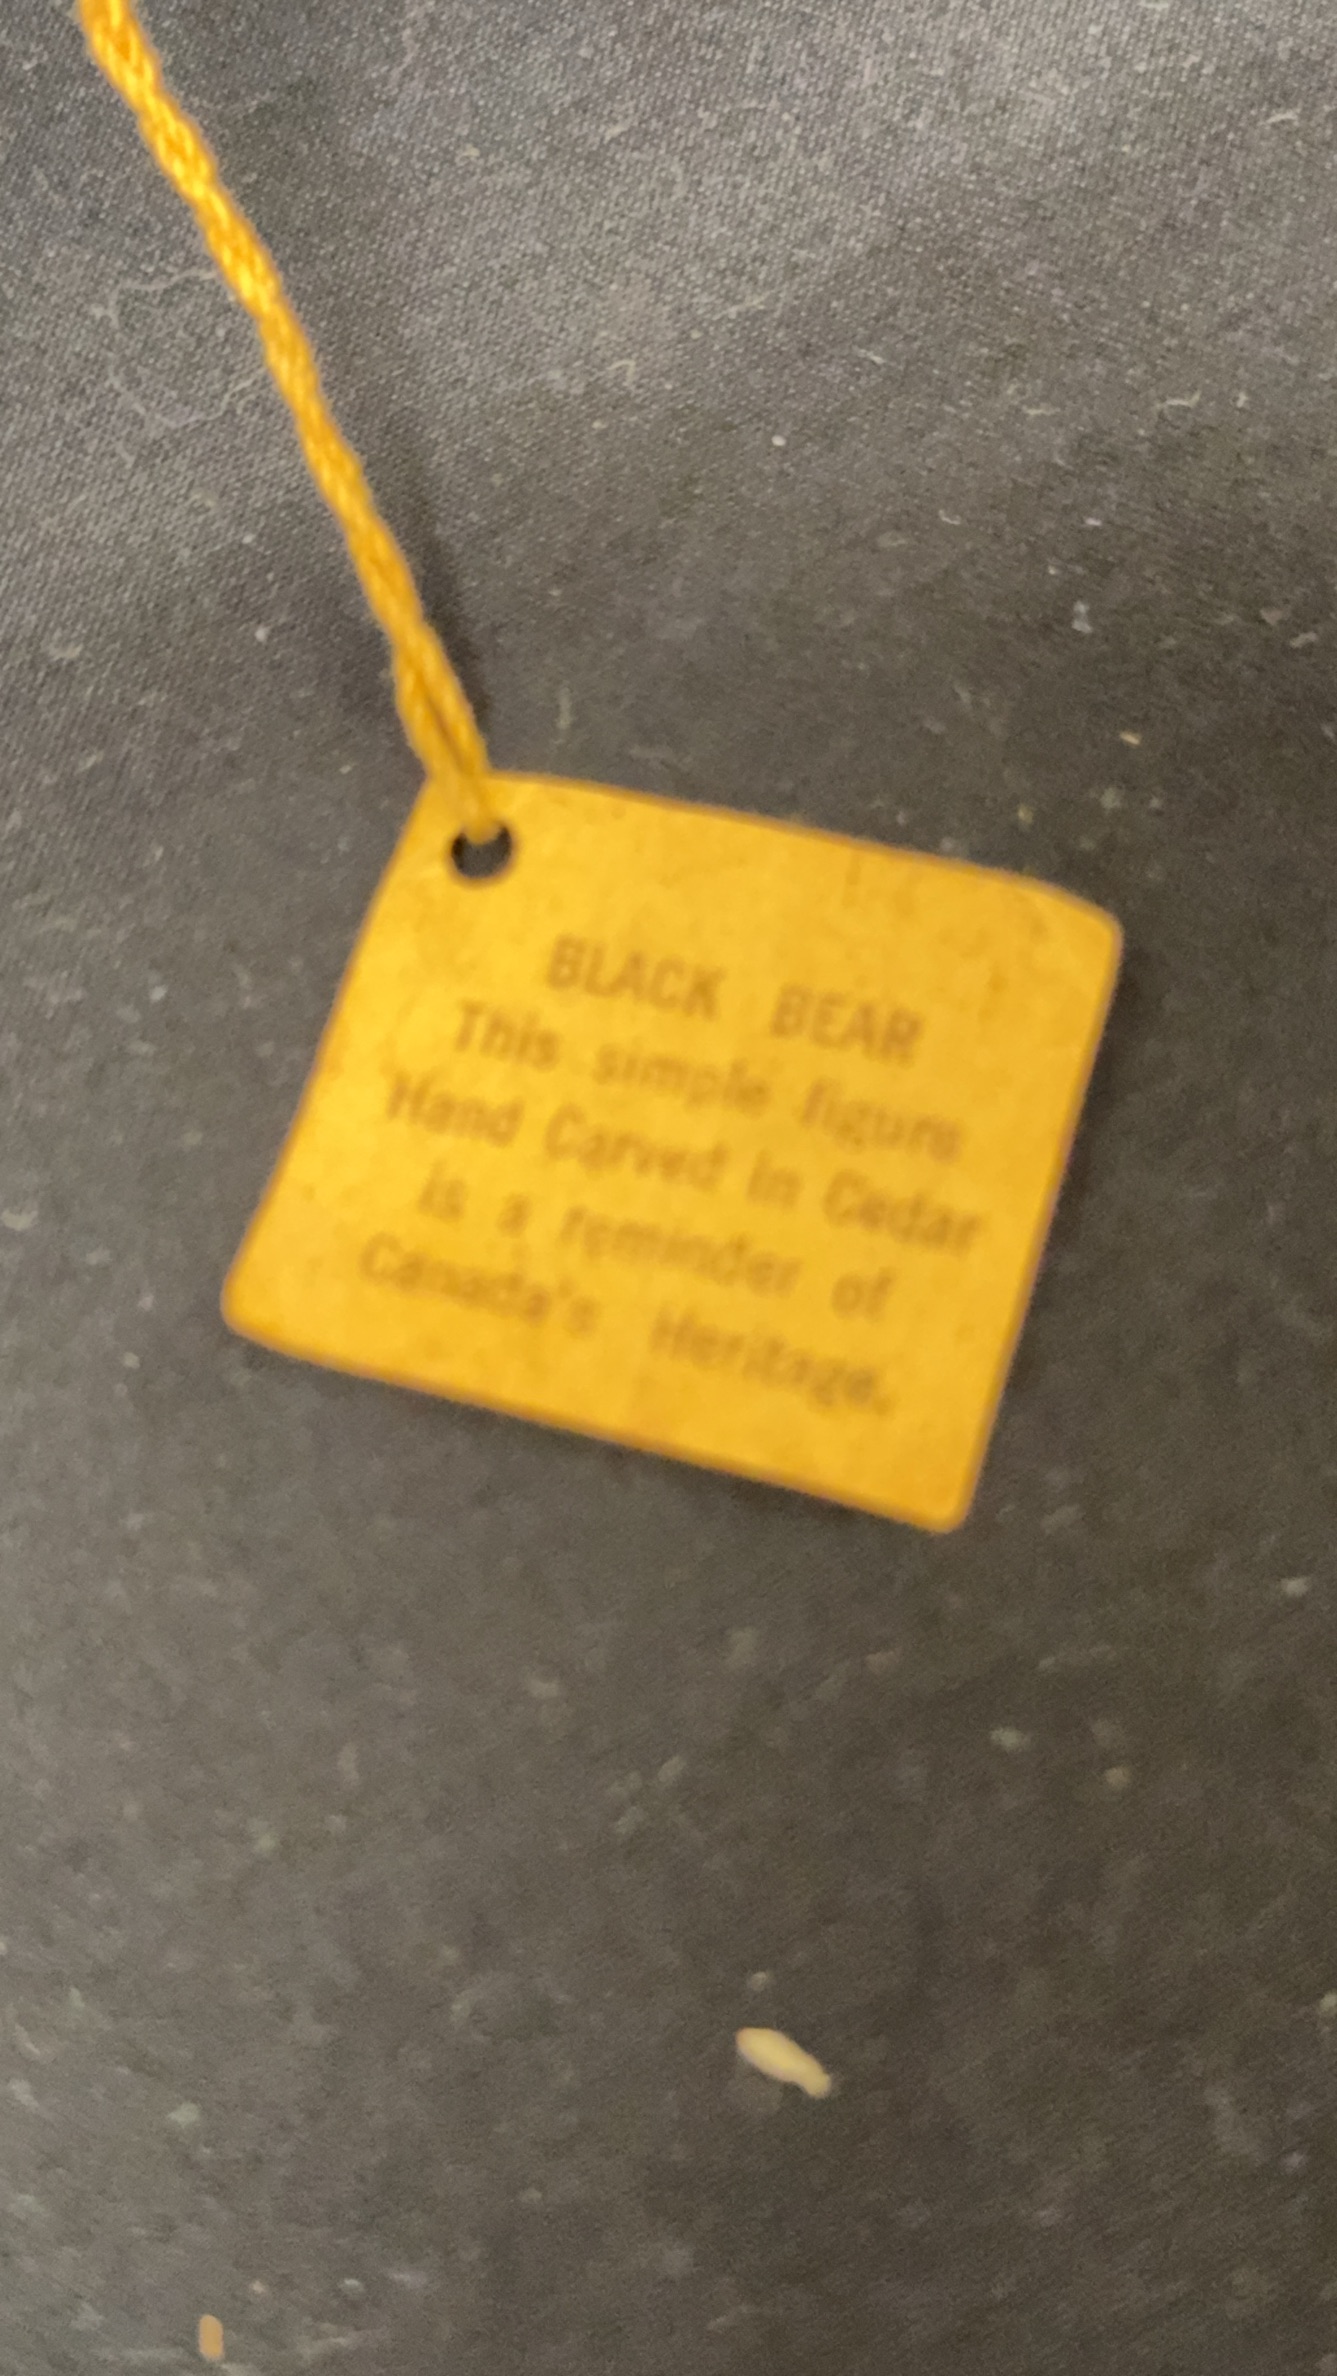 BLACK BEAR
This simple figure
Hand Carved in Cedar
is a reminder of
Canada's Heritage.